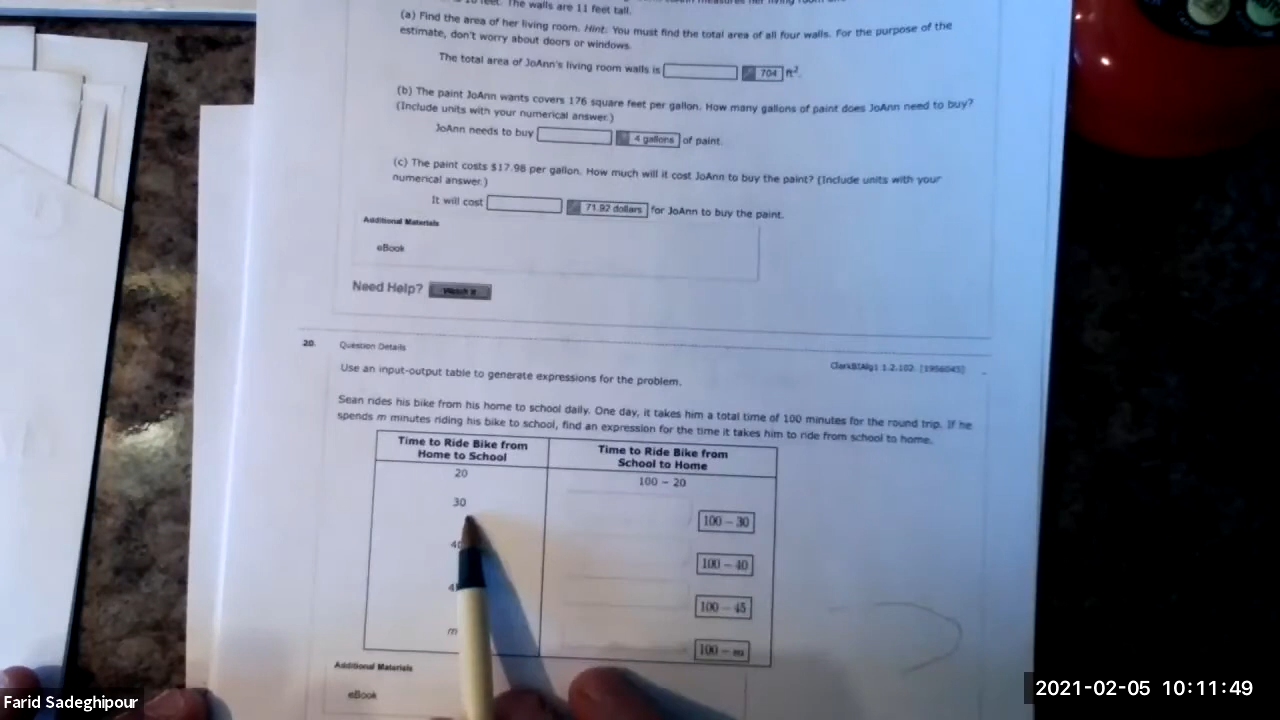 feet. The walls are 11 feet tall.
(a) Find the area of her living room. Hint: You must find the total area of all four walls. For the purpose of the
estimate, don't worry about doors or windows.
The total area of JoAnn's living room walls is 704 ft².
(b) The paint JoAnn wants covers 176 square feet per gallon. How many gallons of paint does JoAnn need to buy?
(Include units with your numerical answer.)
JoAnn needs to buy 4 gallons of paint.
(c) The paint costs $17.98 per gallon. How much will it cost JoAnn to buy the paint? (Include units with your
numerical answer.)
It will cost 71.92 dollars for JoAnn to buy the paint.
Additional Materials
eBook
Need Help? Watch It
20. Question Details ClarkBIAlg1 1.2.102. [1956045]
Use an input-output table to generate expressions for the problem.
Sean rides his bike from his home to school daily. One day, it takes him a total time of 100 minutes for the round trip. If he
spends m minutes riding his bike to school, find an expression for the time it takes him to ride from school to home.
Time to Ride Bike from Time to Ride Bike from
Home to School School to Home
20 100 − 20
30 100 − 30
40 100 − 40
100 − 45
m 100 − m
Additional Materials
eBook
Farid Sadeghipour
2021-02-05 10:11:49